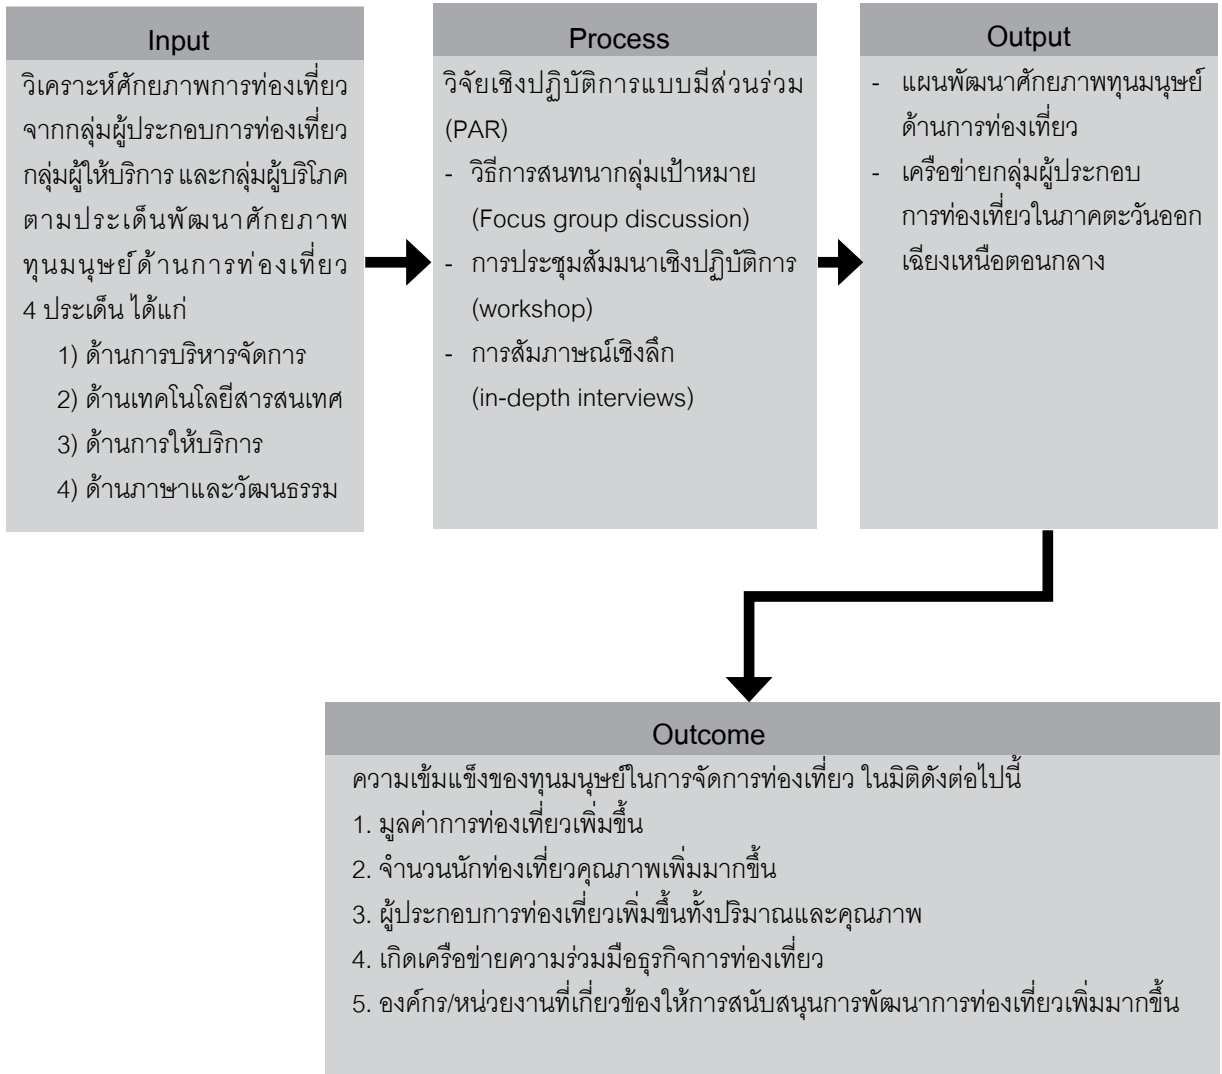 Input
วิเคราะห์ศักยภาพการท่องเที่ยว
จากกลุ่มผู้ประกอบการท่องเที่ยว
กลุ่มผู้ให้บริการ และกลุ่มผู้บริโภค
ตามประเด็นพัฒนาศักยภาพ
ทุนมนุษย์ด้านการท่องเที่ยว
4 ประเด็น ได้แก่
1) ด้านการบริหารจัดการ
2) ด้านเทคโนโลยีสารสนเทศ
3) ด้านการให้บริการ
4) ด้านภาษาและวัฒนธรรม
Process
วิจัยเชิงปฏิบัติการแบบมีส่วนร่วม
(PAR)
- วิธีการสนทนากลุ่มเป้าหมาย
(Focus group discussion)
- การประชุมสัมมนาเชิงปฏิบัติการ
(workshop)
- การสัมภาษณ์เชิงลึก
(in-depth interviews)
Output
- แผนพัฒนาศักยภาพทุนมนุษย์
ด้านการท่องเที่ยว
- เครือข่ายกลุ่มผู้ประกอบ
การท่องเที่ยวในภาคตะวันออก
เฉียงเหนือตอนกลาง
Outcome
ความเข้มแข็งของทุนมนุษย์ในการจัดการท่องเที่ยว ในมิติดังต่อไปนี้
1. มูลค่าการท่องเที่ยวเพิ่มขึ้น
2. จำนวนนักท่องเที่ยวคุณภาพเพิ่มมากขึ้น
3. ผู้ประกอบการท่องเที่ยวเพิ่มขึ้นทั้งปริมาณและคุณภาพ
4. เกิดเครือข่ายความร่วมมือธุรกิจการท่องเที่ยว
5. องค์กร/หน่วยงานที่เกี่ยวข้องให้การสนับสนุนการพัฒนาการท่องเที่ยวเพิ่มมากขึ้น